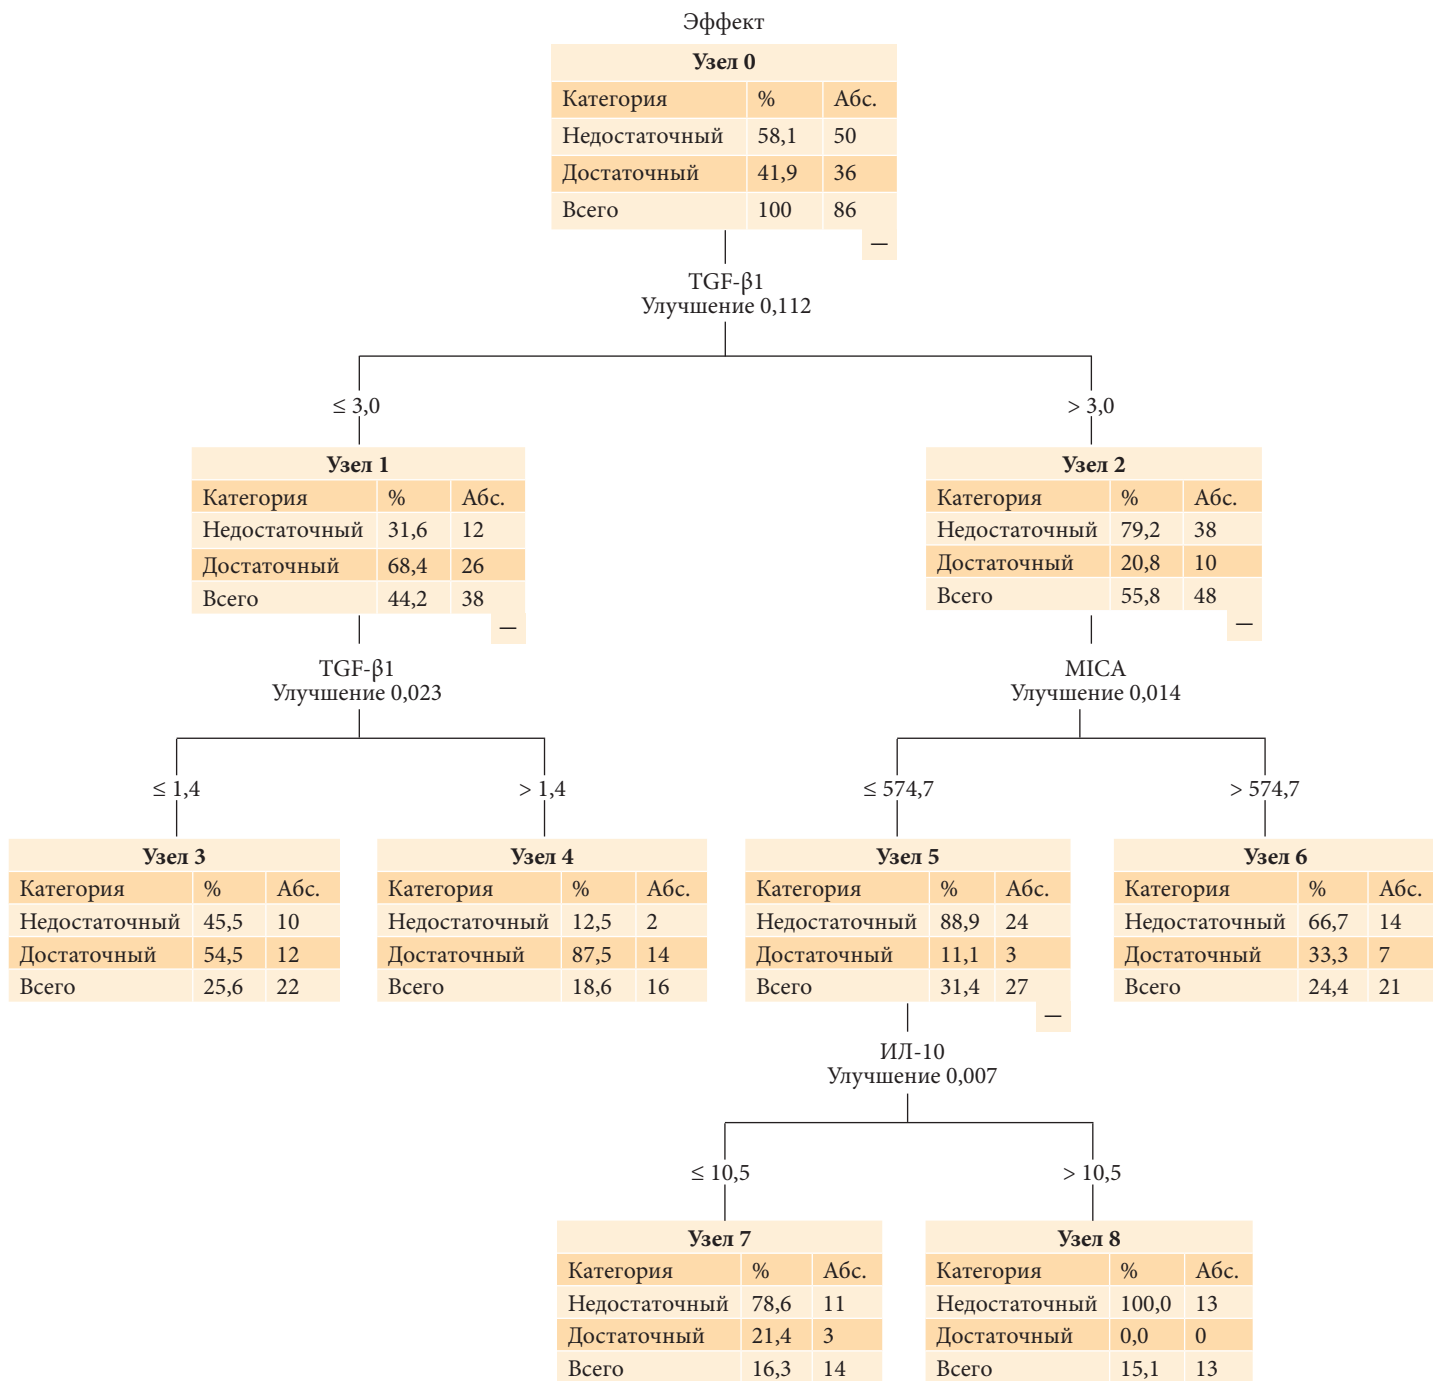 Эффект
Узел 0
Категория % Абс.
Недостаточный 58,1 50
Достаточный 41,9 36
Всего 100 86
—
TGF-β1
Улучшение 0,112
≤ 3,0
> 3,0
Узел 1
Категория % Абс.
Недостаточный 31,6 12
Достаточный 68,4 26
Всего 44,2 38
—
Узел 2
Категория % Абс.
Недостаточный 79,2 38
Достаточный 20,8 10
Всего 55,8 48
—
TGF-β1
Улучшение 0,023
MICA
Улучшение 0,014
≤ 1,4
> 1,4
≤ 574,7
> 574,7
Узел 3
Категория % Абс.
Недостаточный 45,5 10
Достаточный 54,5 12
Всего 25,6 22
Узел 4
Категория % Абс.
Недостаточный 12,5 2
Достаточный 87,5 14
Всего 18,6 16
Узел 5
Категория % Абс.
Недостаточный 88,9 24
Достаточный 11,1 3
Всего 31,4 27
—
Узел 6
Категория % Абс.
Недостаточный 66,7 14
Достаточный 33,3 7
Всего 24,4 21
ИЛ-10
Улучшение 0,007
≤ 10,5
> 10,5
Узел 7
Категория % Абс.
Недостаточный 78,6 11
Достаточный 21,4 3
Всего 16,3 14
Узел 8
Категория % Абс.
Недостаточный 100,0 13
Достаточный 0,0 0
Всего 15,1 13